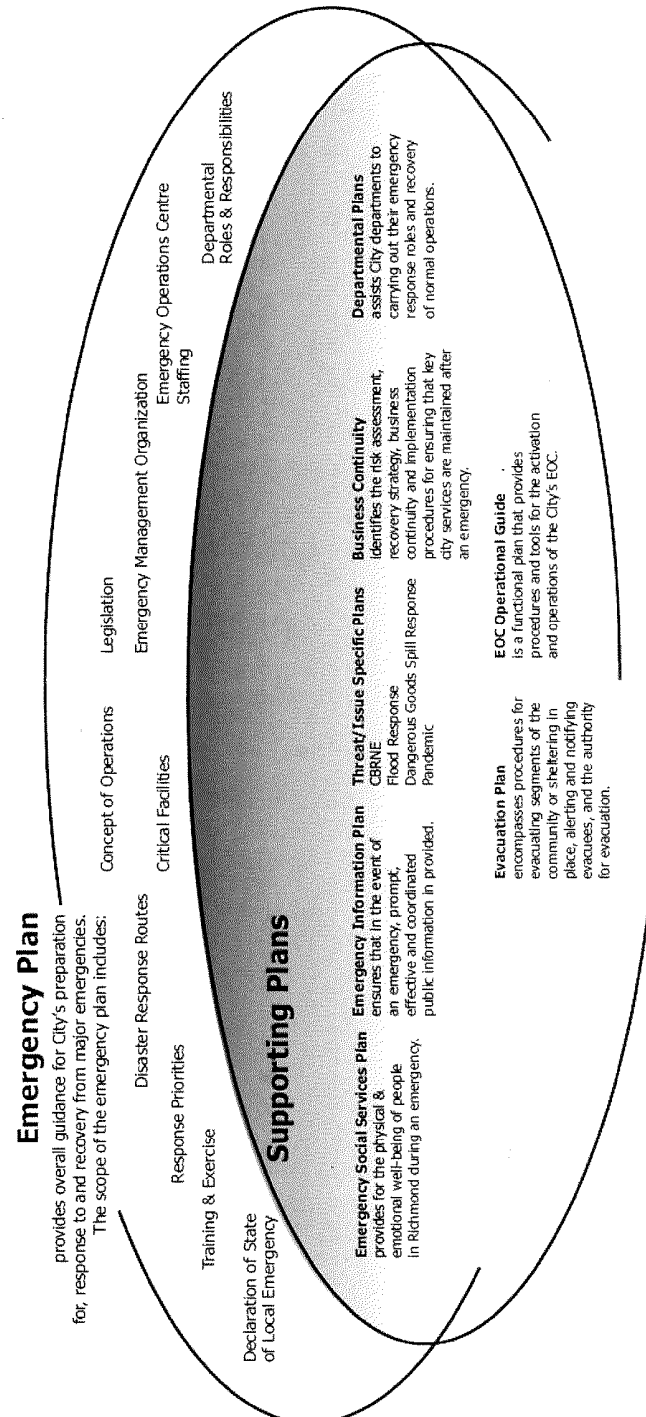 Emergency Plan
provides overall guidance for City's preparation
for, response to and recovery from major emergencies.
The scope of the emergency plan includes:
Declaration of State
of Local Emergency
Training & Exercise
Response Priorities
Disaster Response Routes
Concept of Operations
Critical Facilities
Legislation
Emergency Management Organization
Emergency Operations Centre
Staffing
Departmental
Roles & Responsibilities
Supporting Plans
Emergency Social Services Plan
provides for the physical &
emotional well-being of people
in Richmond during an emergency.
Emergency Information Plan
ensures that in the event of
an emergency, prompt,
effective and coordinated
public information in provided.
Threat/Issue Specific Plans
CBRNE
Flood Response
Dangerous Goods Spill Response
Pandemic
Business Continuity
identifies the risk assessment,
recovery strategy, business
continuity and implementation
procedures for ensuring that key
city services are maintained after
an emergency.
Departmental Plans
assists City departments to
carrying out their emergency
response roles and recovery
of normal operations.
Evacuation Plan
encompasses procedures for
evacuating segments of the
community or sheltering in
place, alerting and notifying
evacuees, and the authority
for evacuation.
EOC Operational Guide
is a functional plan that provides
procedures and tools for the activation
and operations of the City's EOC.